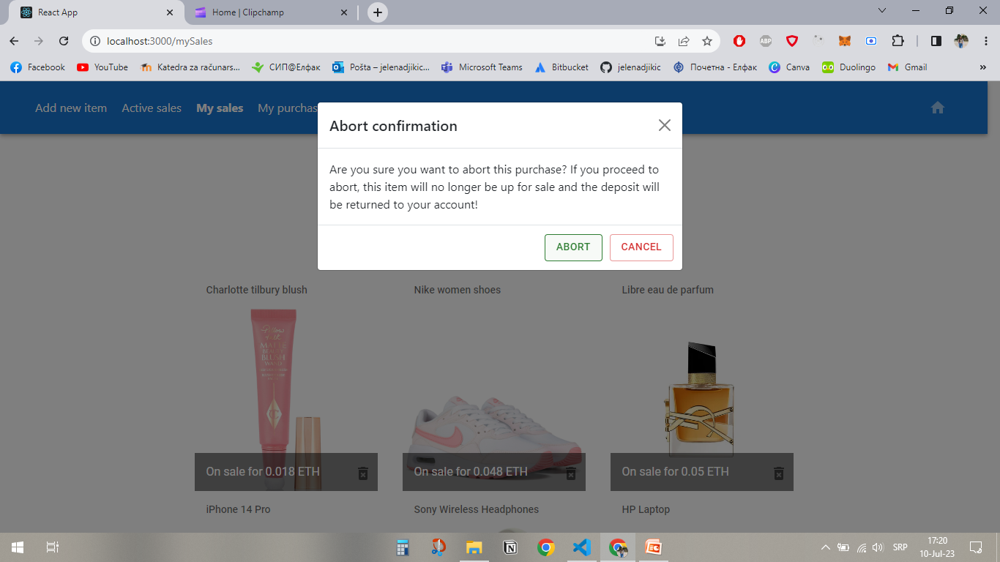 React App
Home | Clipchamp
localhost:3000/mySales
ABP
Facebook
YouTube
Katedra za računars...
СИП@Елфак
Pošta – jelenadjikic...
Microsoft Teams
Bitbucket
jelenadjikic
Почетна - Елфак
Canva
Duolingo
Gmail
»
Add new item
Active sales
My sales
My purchas
Abort confirmation
Are you sure you want to abort this purchase? If you proceed to
abort, this item will no longer be up for sale and the deposit will
be returned to your account!
ABORT
CANCEL
Charlotte tilbury blush
Nike women shoes
Libre eau de parfum
On sale for 0.018 ETH
On sale for 0.048 ETH
On sale for 0.05 ETH
iPhone 14 Pro
Sony Wireless Headphones
HP Laptop
SRP
17:20
10-Jul-23